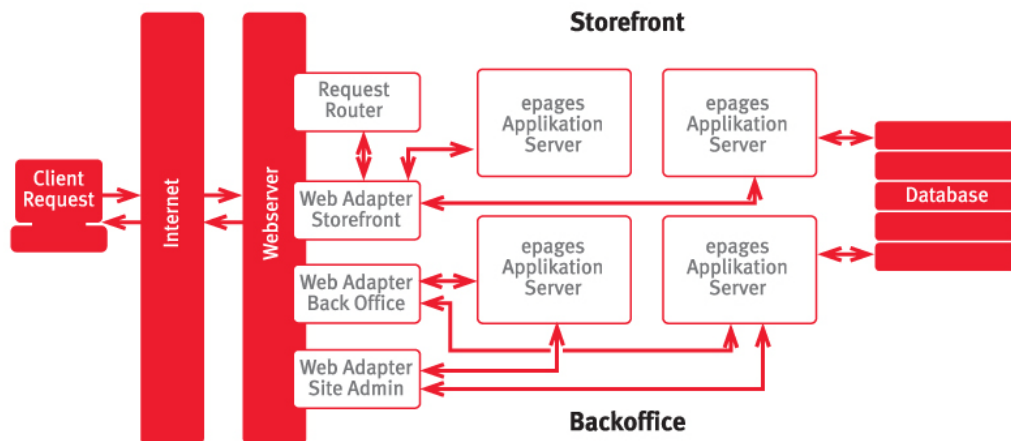 Storefront
Client
Request
Internet
Webserver
Request
Router
Web Adapter
Storefront
Web Adapter
Back Office
Web Adapter
Site Admin
epages
Applikation
Server
epages
Applikation
Server
epages
Applikation
Server
epages
Applikation
Server
Database
Backoffice